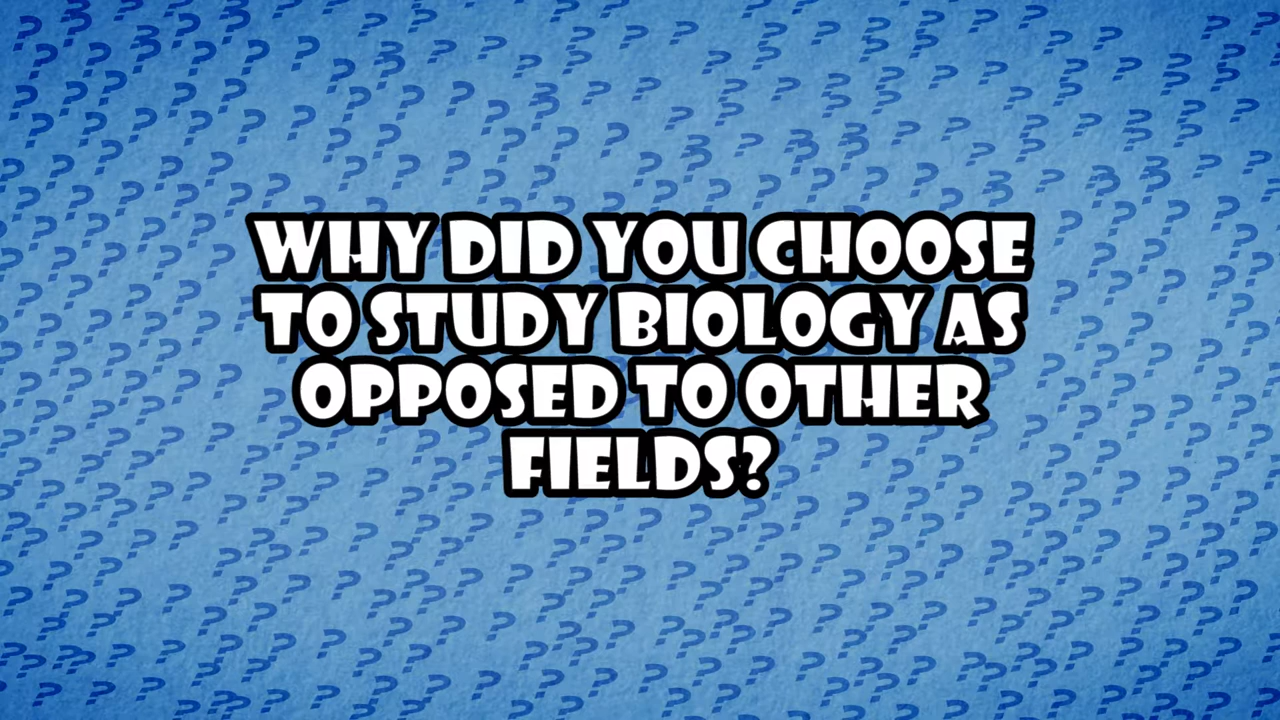 WHY DID YOU CHOOSE
TO STUDY BIOLOGY AS
OPPOSED TO OTHER
FIELDS?